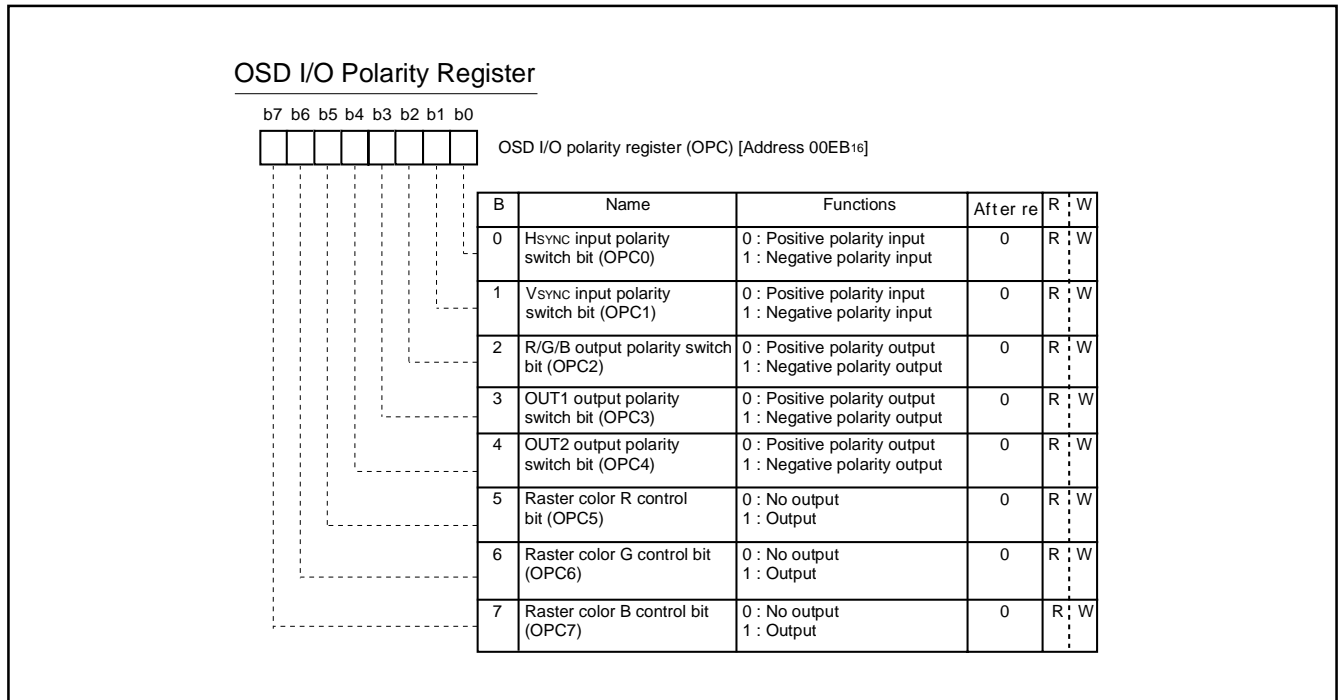 OSD I/O Polarity Register
b7 b6 b5 b4 b3 b2 b1 b0
OSD I/O polarity register (OPC) [Address 00EB16]
B Name Functions After re R W
0 HSYNC input polarity switch bit (OPC0) 0 : Positive polarity input 1 : Negative polarity input 0 R W
1 VSYNC input polarity switch bit (OPC1) 0 : Positive polarity input 1 : Negative polarity input 0 R W
2 R/G/B output polarity switch bit (OPC2) 0 : Positive polarity output 1 : Negative polarity output 0 R W
3 OUT1 output polarity switch bit (OPC3) 0 : Positive polarity output 1 : Negative polarity output 0 R W
4 OUT2 output polarity switch bit (OPC4) 0 : Positive polarity output 1 : Negative polarity output 0 R W
5 Raster color R control bit (OPC5) 0 : No output 1 : Output 0 R W
6 Raster color G control bit (OPC6) 0 : No output 1 : Output 0 R W
7 Raster color B control bit (OPC7) 0 : No output 1 : Output 0 R W